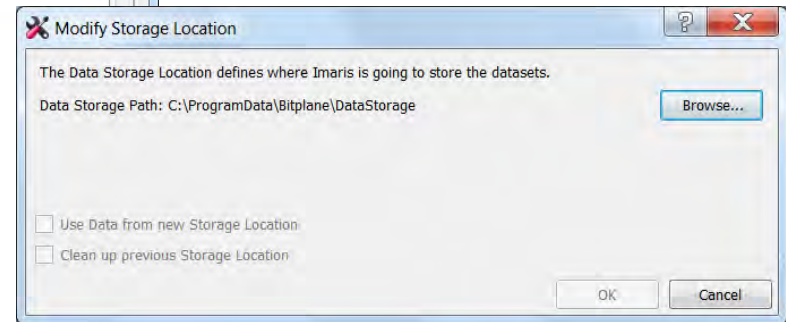 Modify Storage Location
?
X
The Data Storage Location defines where Imaris is going to store the datasets.
Data Storage Path: C:\ProgramData\Bitplane\DataStorage
Browse...
Use Data from new Storage Location
Clean up previous Storage Location
OK
Cancel